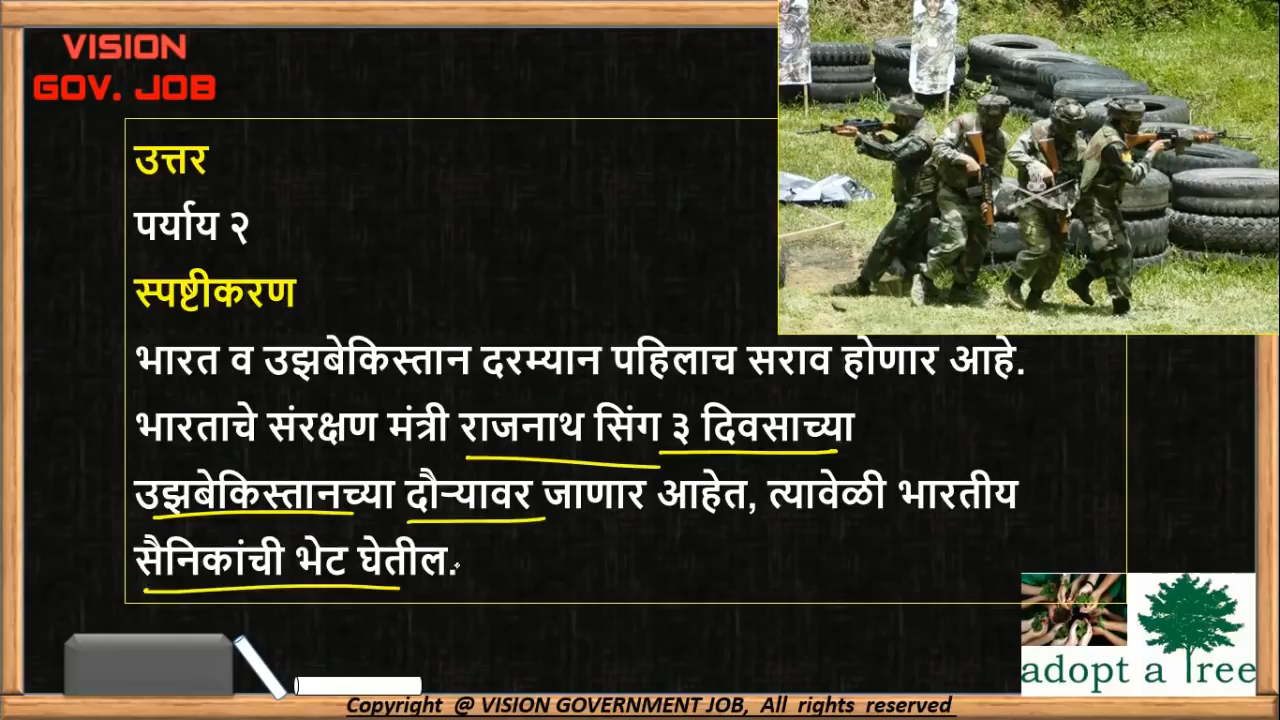 VISION
GOV. JOB
उत्तर
पर्याय २
स्पष्टीकरण
भारत व उझबेकिस्तान दरम्यान पहिलाच सराव होणार आहे.
भारताचे संरक्षण मंत्री राजनाथ सिंग ३ दिवसाच्या
उझबेकिस्तानच्या दौऱ्यावर जाणार आहेत, त्यावेळी भारतीय
सैनिकांची भेट घेतील.
adopt a Tree
Copyright @ VISION GOVERNMENT JOB, All rights reserved